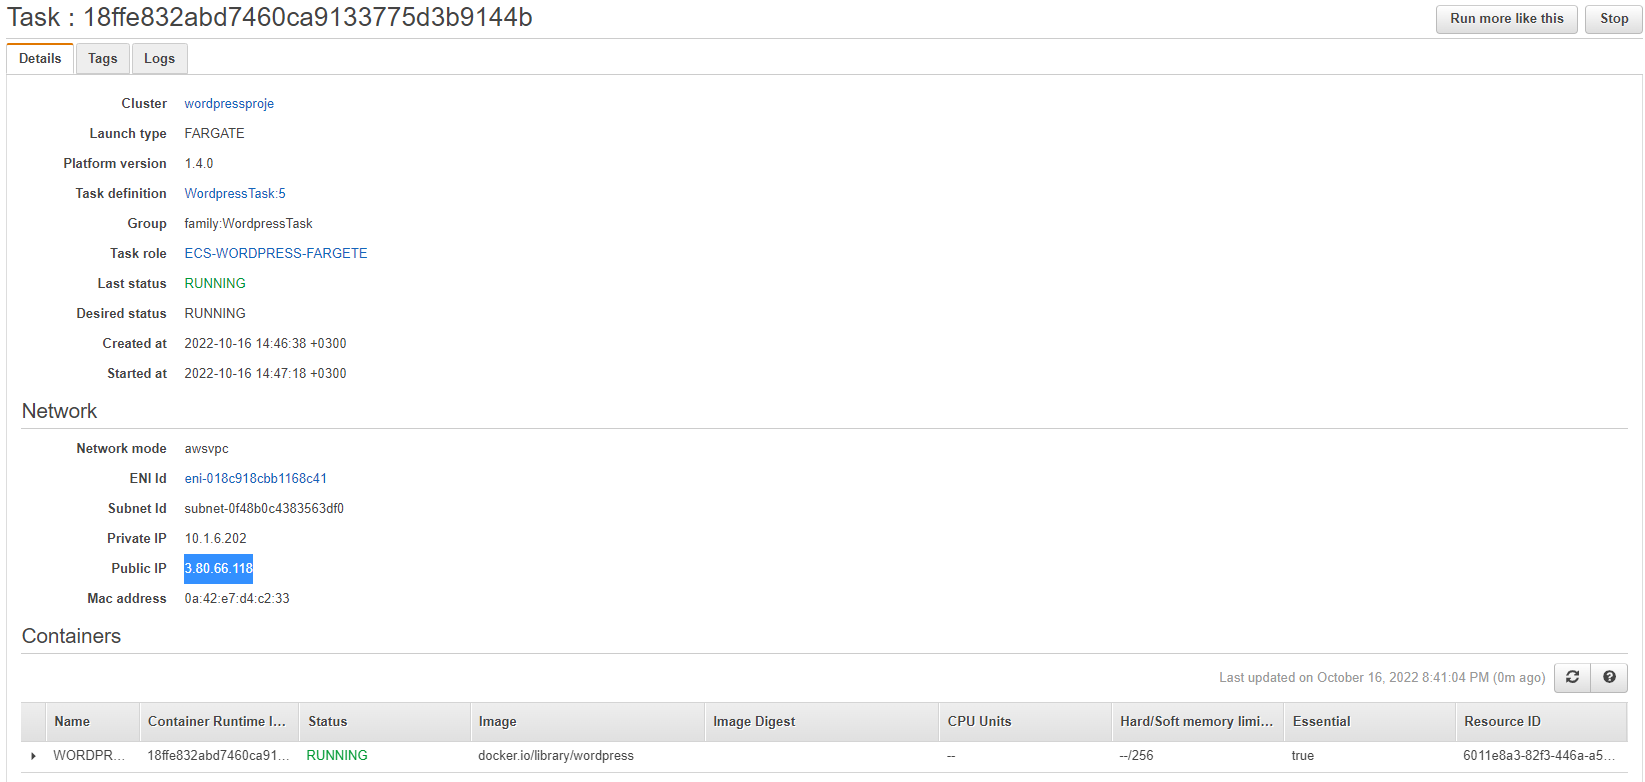 Task : 18ffe832abd7460ca9133775d3b9144b Run more like this Stop
Details Tags Logs
Cluster wordpressproje
Launch type FARGATE
Platform version 1.4.0
Task definition WordpressTask:5
Group family:WordpressTask
Task role ECS-WORDPRESS-FARGETE
Last status RUNNING
Desired status RUNNING
Created at 2022-10-16 14:46:38 +0300
Started at 2022-10-16 14:47:18 +0300
Network
Network mode awsvpc
ENI Id eni-018c918cbb1168c41
Subnet Id subnet-0f48b0c4383563df0
Private IP 10.1.6.202
Public IP 3.80.66.118
Mac address 0a:42:e7:d4:c2:33
Containers
Last updated on October 16, 2022 8:41:04 PM (0m ago)
Name Container Runtime I... Status Image Image Digest CPU Units Hard/Soft memory limi... Essential Resource ID
WORDPR... 18ffe832abd7460ca91... RUNNING docker.io/library/wordpress -- --/256 true 6011e8a3-82f3-446a-a5...